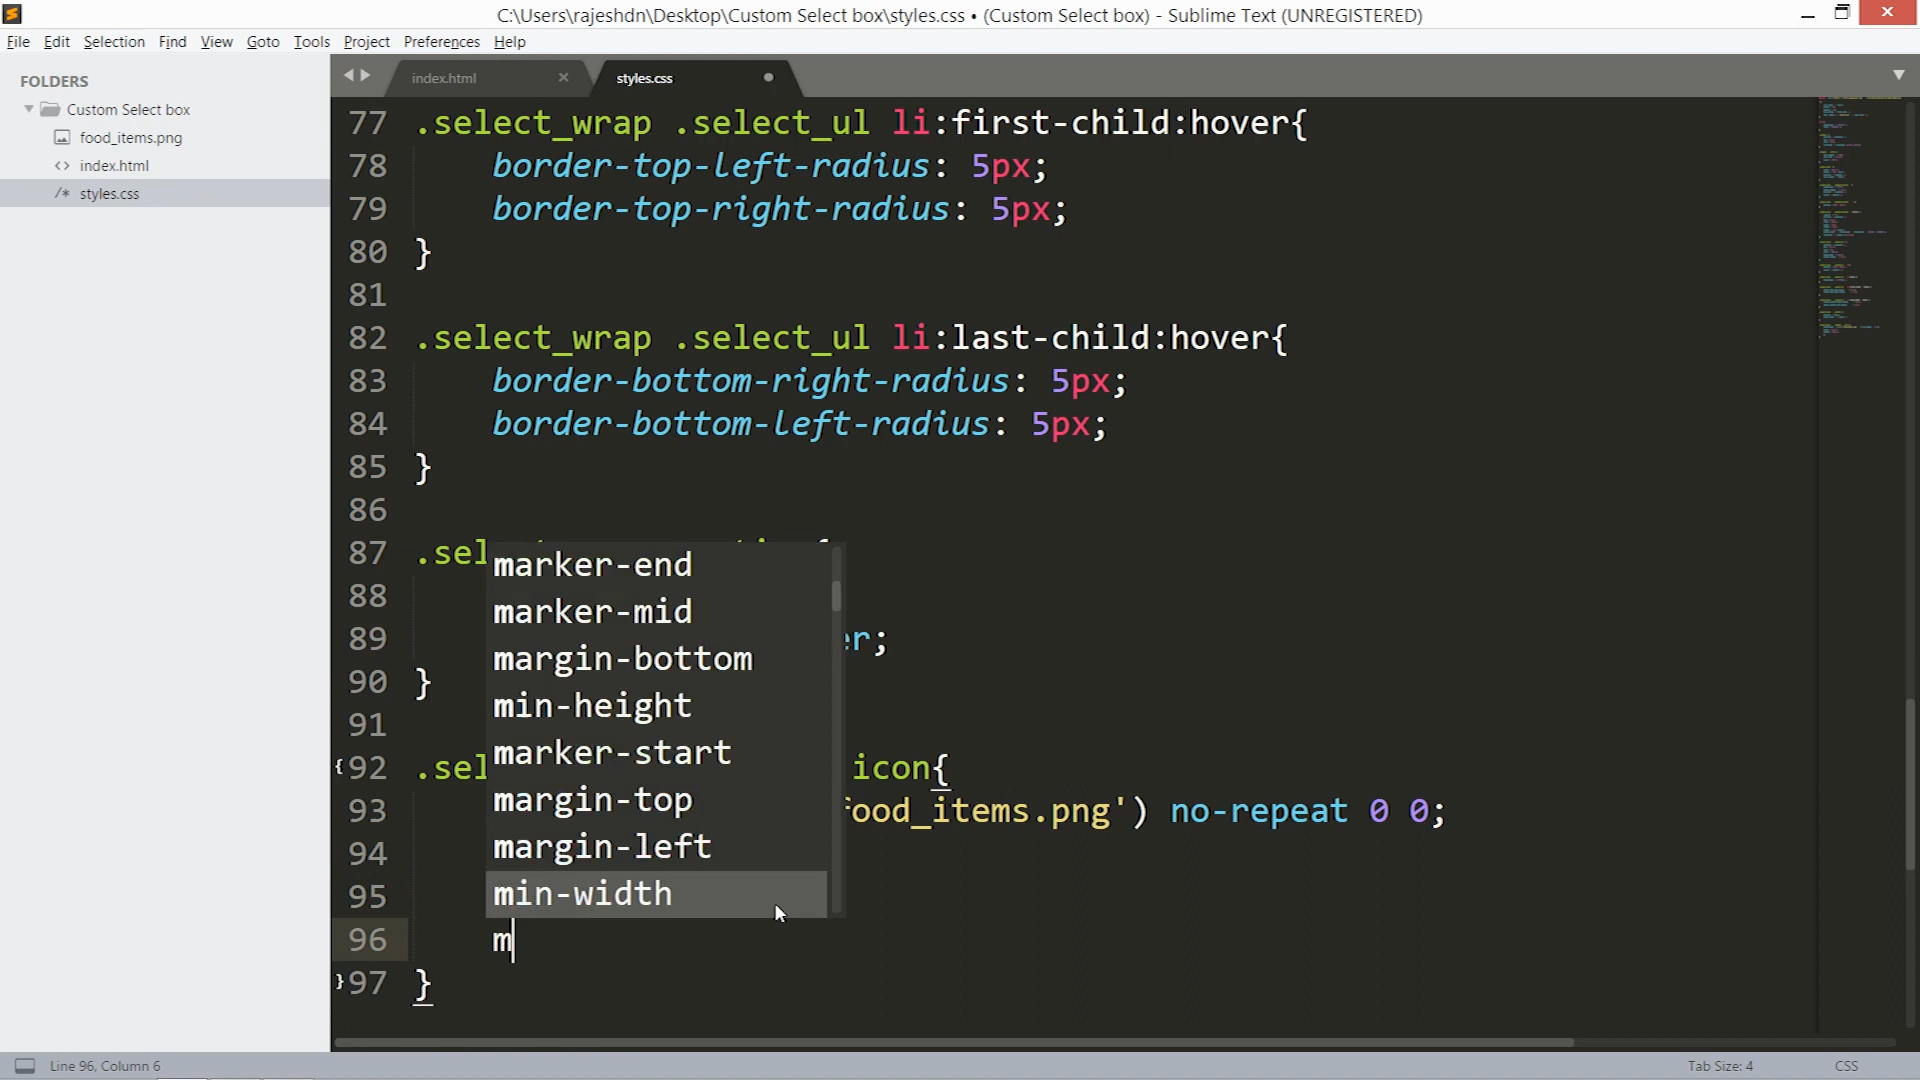 C:\Users\rajeshdn\Desktop\Custom Select box\styles.css • (Custom Select box) - Sublime Text (UNREGISTERED)
File Edit Selection Find View Goto Tools Project Preferences Help
FOLDERS
Custom Select box
food_items.png
<> index.html
/* styles.css
index.html
styles.css
77 .select_wrap .select_ul li:first-child:hover{
78 border-top-left-radius: 5px;
79 border-top-right-radius: 5px;
80 }
81
82 .select_wrap .select_ul li:last-child:hover{
83 border-bottom-right-radius: 5px;
84 border-bottom-left-radius: 5px;
85 }
86
87 .sel
88
89 er;
90 }
91
92 .sel icon{
93 food_items.png') no-repeat 0 0;
94
95
96 m
97 }
marker-end
marker-mid
margin-bottom
min-height
marker-start
margin-top
margin-left
min-width
Line 96, Column 6
Tab Size: 4
CSS